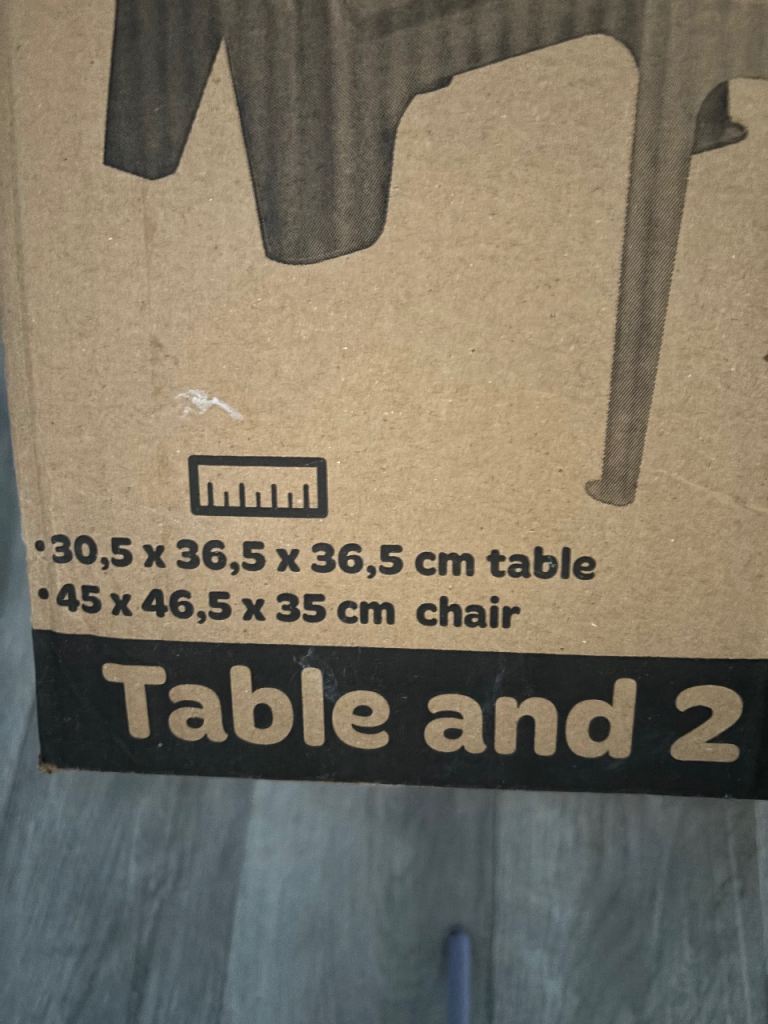 •30,5 x 36,5 x 36,5 cm table
•45 x 46,5 x 35 cm chair
Table and 2